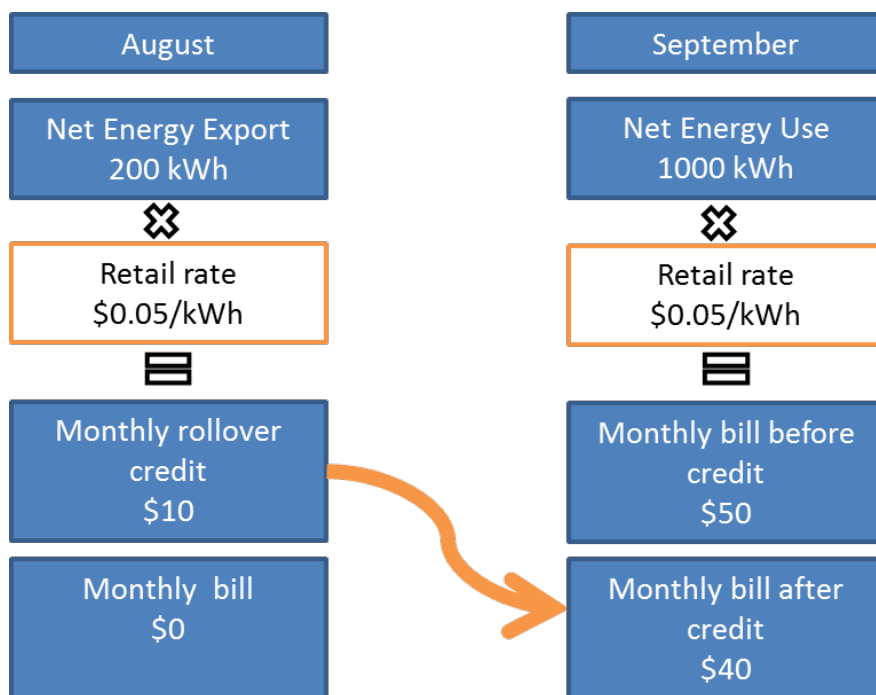 August
Net Energy Export
200 kWh
Retail rate
$0.05/kWh
Monthly rollover
credit
$10
Monthly bill
$0
September
Net Energy Use
1000 kWh
Retail rate
$0.05/kWh
Monthly bill before
credit
$50
Monthly bill after
credit
$40